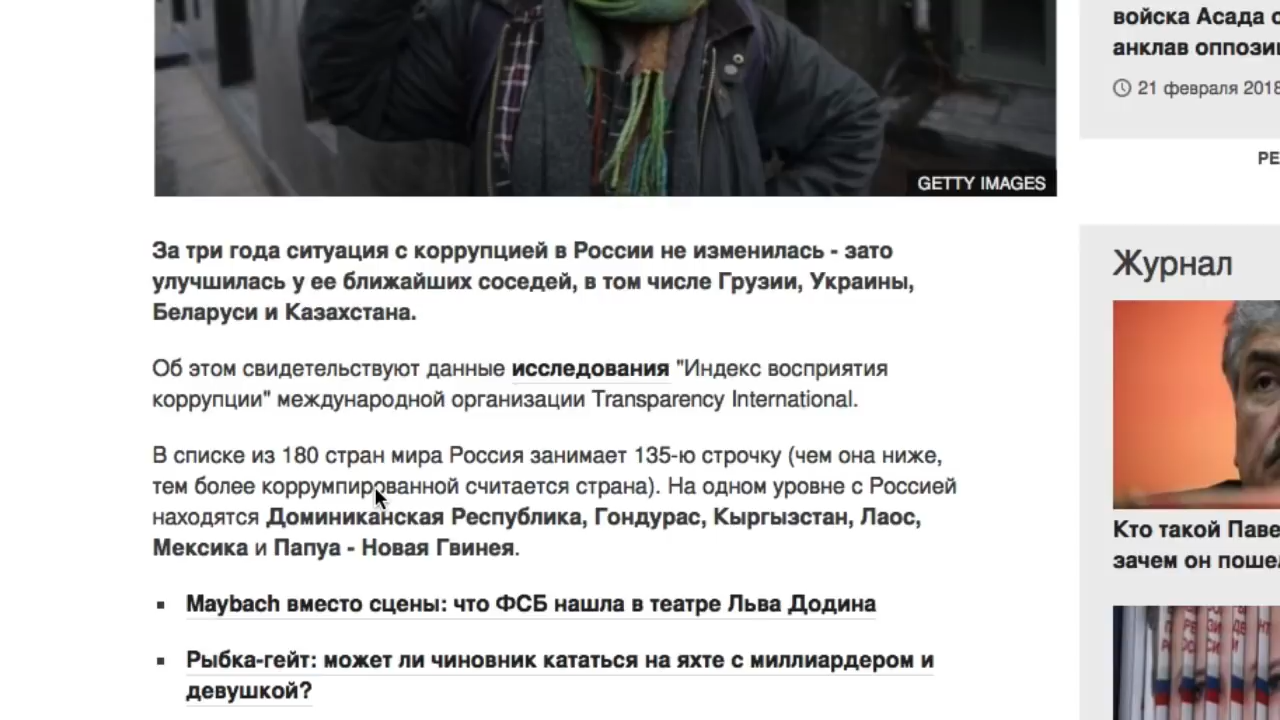 GETTY IMAGES
За три года ситуация с коррупцией в России не изменилась - зато
улучшилась у ее ближайших соседей, в том числе Грузии, Украины,
Беларуси и Казахстана.
Об этом свидетельствуют данные исследования "Индекс восприятия
коррупции" международной организации Transparency International.
В списке из 180 стран мира Россия занимает 135-ю строчку (чем она ниже,
тем более коррумпированной считается страна). На одном уровне с Россией
находятся Доминиканская Республика, Гондурас, Кыргызстан, Лаос,
Мексика и Папуа - Новая Гвинея.
Maybach вместо сцены: что ФСБ нашла в театре Льва Додина
Рыбка-гейт: может ли чиновник кататься на яхте с миллиардером и
девушкой?
войска Асада
анклав
21 февраля 2018
Журнал
Кто такой
зачем он